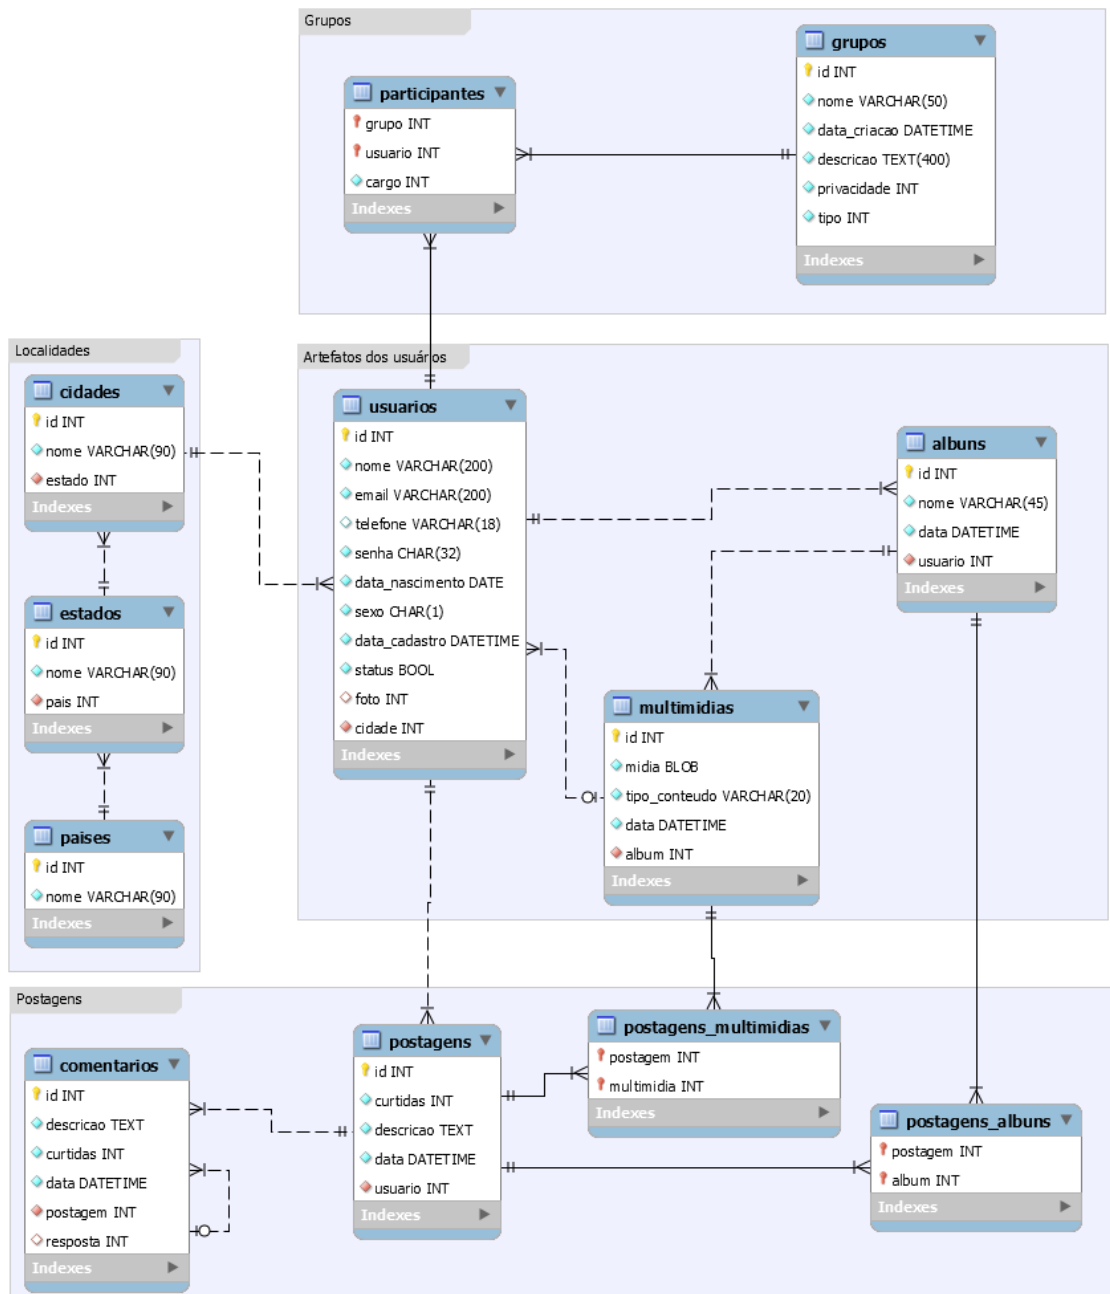 Grupos
participantes
grupo INT
usuario INT
cargo INT
Indexes
grupos
id INT
nome VARCHAR(50)
data_criacao DATETIME
descricao TEXT(400)
privacidade INT
tipo INT
Indexes
Localidades
cidades
id INT
nome VARCHAR(90)
estado INT
Indexes
estados
id INT
nome VARCHAR(90)
pais INT
Indexes
paises
id INT
nome VARCHAR(90)
Indexes
Artefatos dos usuários
usuarios
id INT
nome VARCHAR(200)
email VARCHAR(200)
telefone VARCHAR(18)
senha CHAR(32)
data_nascimento DATE
sexo CHAR(1)
data_cadastro DATETIME
status BOOL
foto INT
cidade INT
Indexes
albuns
id INT
nome VARCHAR(45)
data DATETIME
usuario INT
Indexes
multimidias
id INT
midia BLOB
tipo_conteudo VARCHAR(20)
data DATETIME
album INT
Indexes
Postagens
comentarios
id INT
descricao TEXT
curtidas INT
data DATETIME
postagem INT
resposta INT
Indexes
postagens
id INT
curtidas INT
descricao TEXT
data DATETIME
usuario INT
Indexes
postagens_multimidias
postagem INT
multimidia INT
Indexes
postagens_albuns
postagem INT
album INT
Indexes